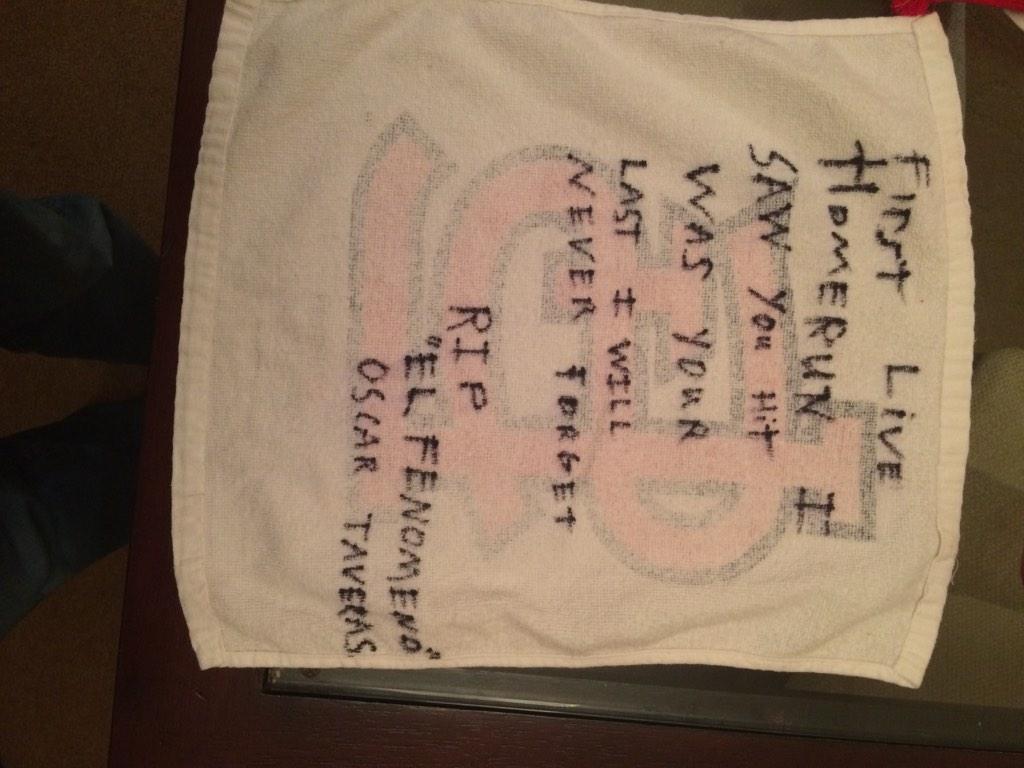 FIRST LIVE
HOMERUN I
SAW YOU HIT
WAS YOUR
LAST I WILL
NEVER FORGET
RIP
"EL FENOMENO"
OSCAR TAVERAS